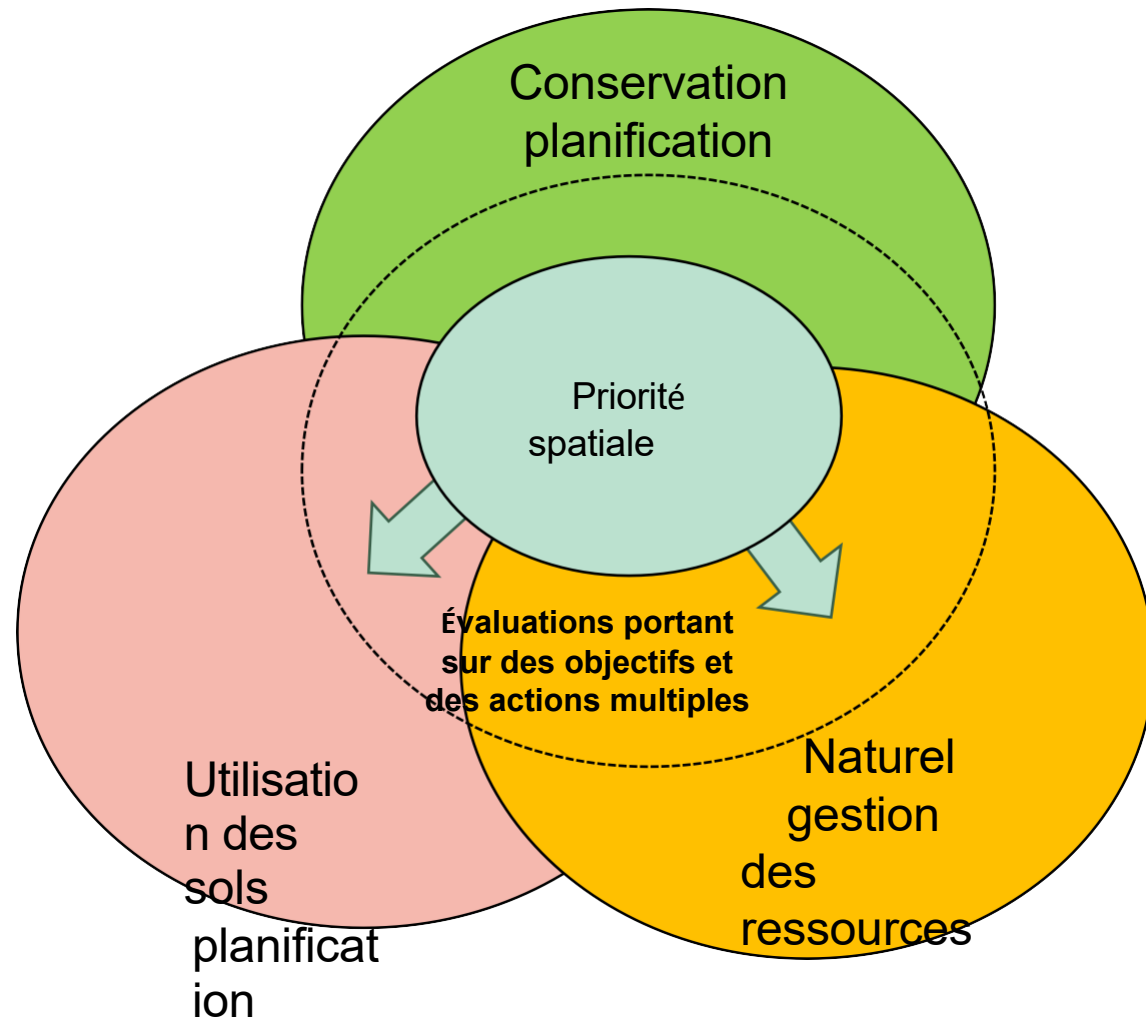 Conservation
planification
Priorité
spatiale
Évaluations portant
sur des objectifs et
des actions multiples
Utilisatio
n des
sols
planificat
ion
Naturel
gestion
des
ressources